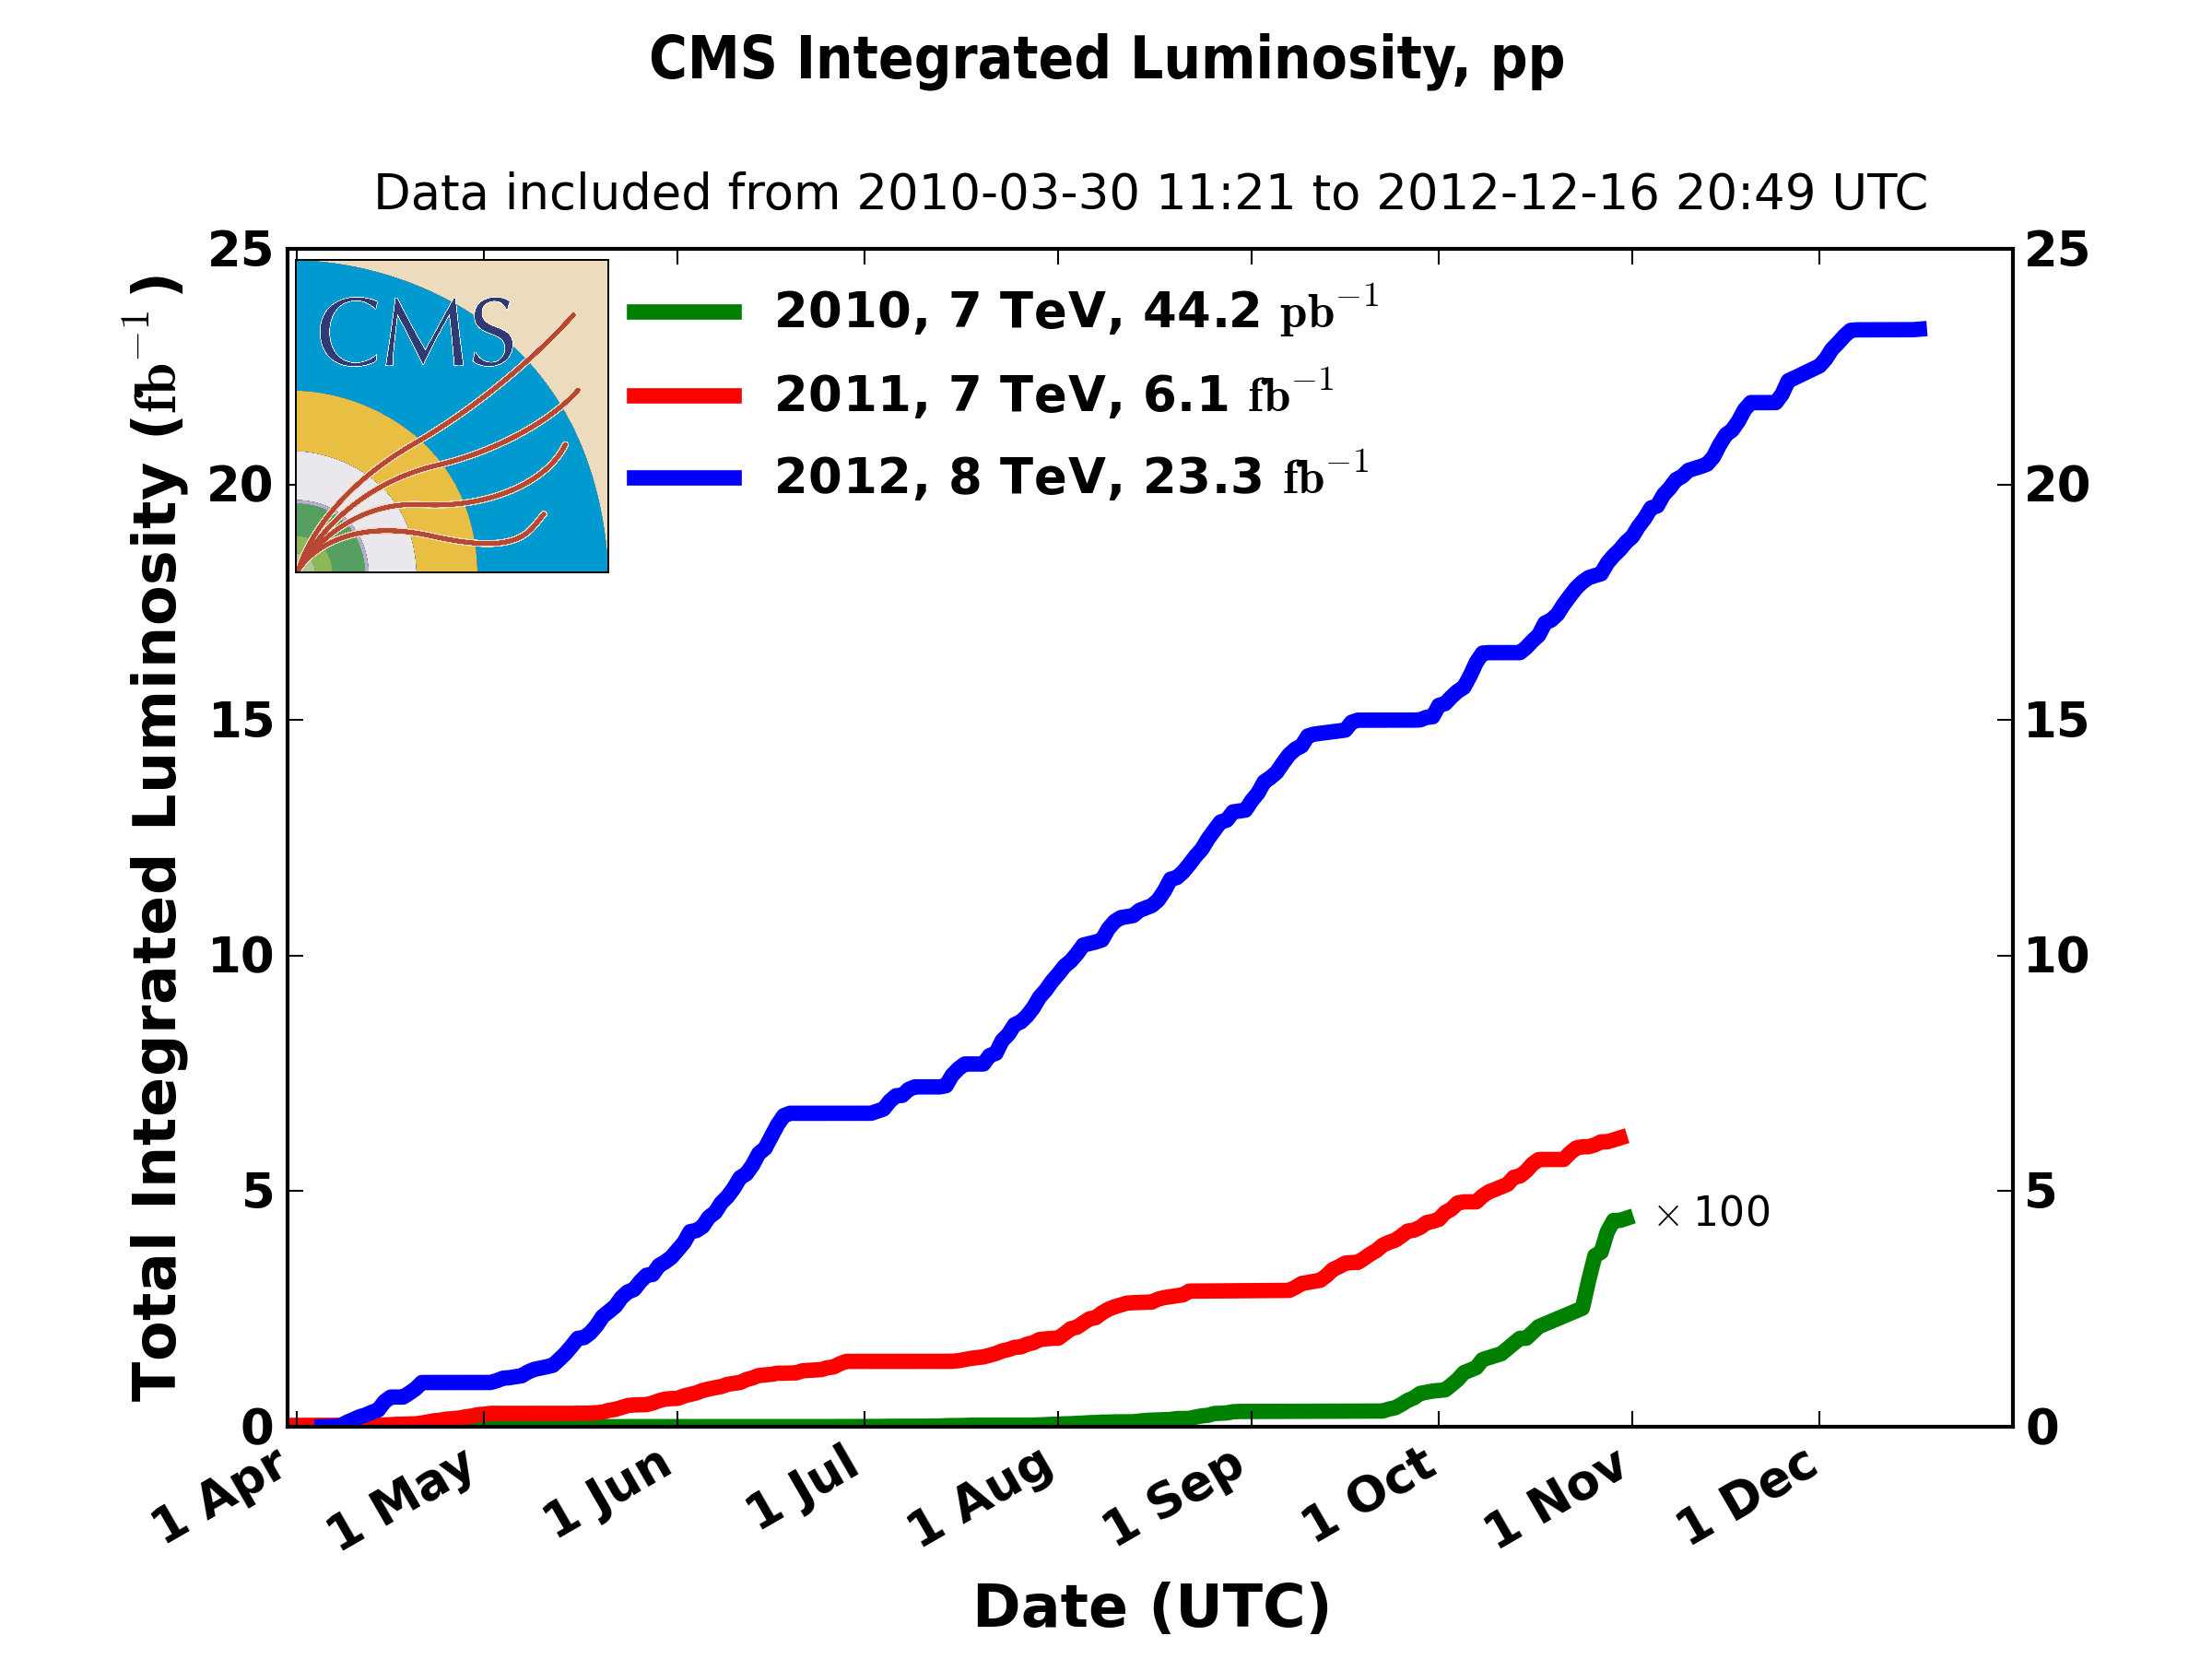 CMS Integrated Luminosity, pp
Data included from 2010-03-30 11:21 to 2012-12-16 20:49 UTC
CMS
2010, 7 TeV, 44.2 pb⁻¹
2011, 7 TeV, 6.1 fb⁻¹
2012, 8 TeV, 23.3 fb⁻¹
Total Integrated Luminosity (fb⁻¹)
25
20
15
10
5
0
25
20
15
10
5
0
× 100
1 Apr
1 May
1 Jun
1 Jul
1 Aug
1 Sep
1 Oct
1 Nov
1 Dec
Date (UTC)